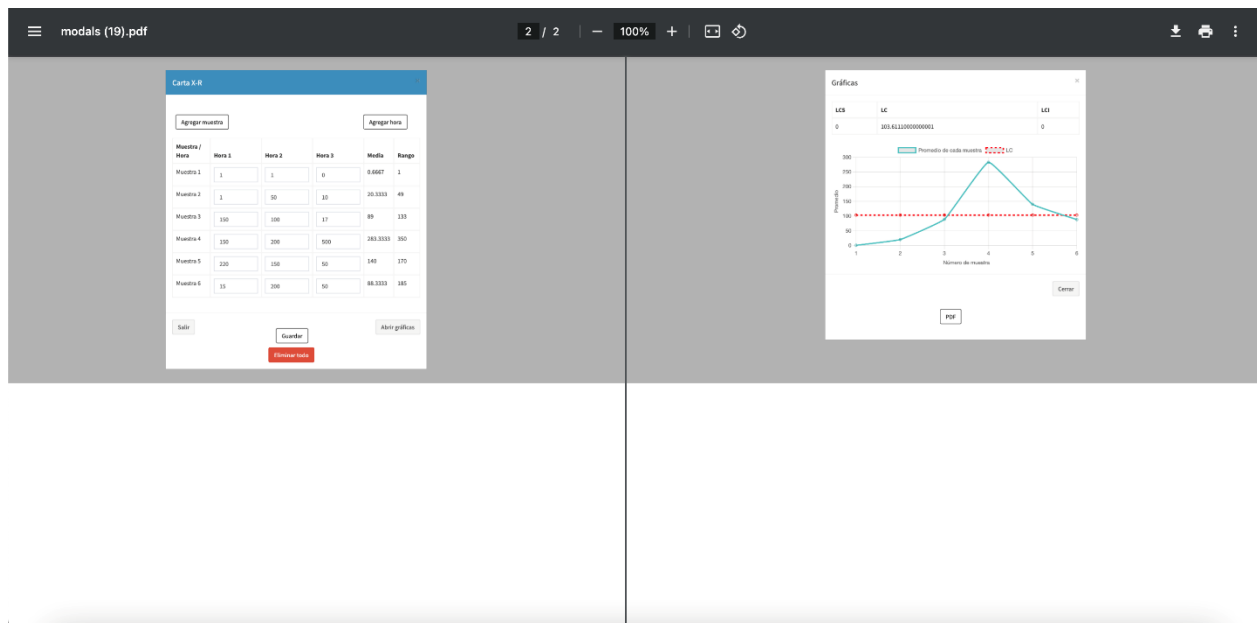 modals (19).pdf
2 / 2
100%
Carta X-R
×
Agregar muestra
Agregar hora
Muestra / Hora Hora 1 Hora 2 Hora 3 Media Rango
Muestra 1 1 1 0 0.6667 1
Muestra 2 1 50 10 20.3333 49
Muestra 3 150 100 17 89 133
Muestra 4 150 200 500 283.3333 350
Muestra 5 220 150 50 140 170
Muestra 6 15 200 50 88.3333 185
Salir
Guardar
Abrir gráficas
Eliminar todo
Gráficas
×
LCS LC LCI
0 103.61110000000001 0
Promedio de cada muestra LC
300
250
200
150
100
50
0
Promedio
1 2 3 4 5 6
Número de muestra
Cerrar
PDF